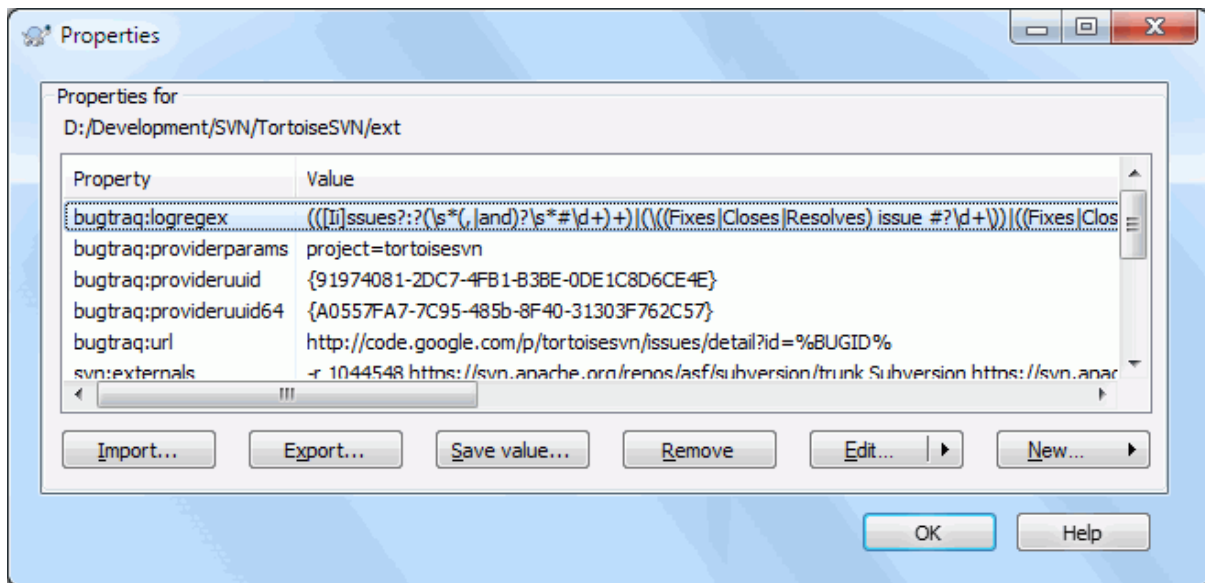 Properties
Properties for
D:/Development/SVN/TortoiseSVN/ext
Property Value
bugtraq:logregex (([Ii]ssues?:?(\s*(,|and)?\s*#\d+)+)|(\((Fixes|Closes|Resolves) issue #?\d+\))|((Fixes|Clos
bugtraq:providerparams project=tortoisesvn
bugtraq:provideruuid {91974081-2DC7-4FB1-B3BE-0DE1C8D6CE4E}
bugtraq:provideruuid64 {A0557FA7-7C95-485b-8F40-31303F762C57}
bugtraq:url http://code.google.com/p/tortoisesvn/issues/detail?id=%BUGID%
svn:externals -r 1044548 https://svn.apache.org/repos/asf/subversion/trunk Subversion https://svn.apac
Import... Export... Save value... Remove Edit... New...
OK Help